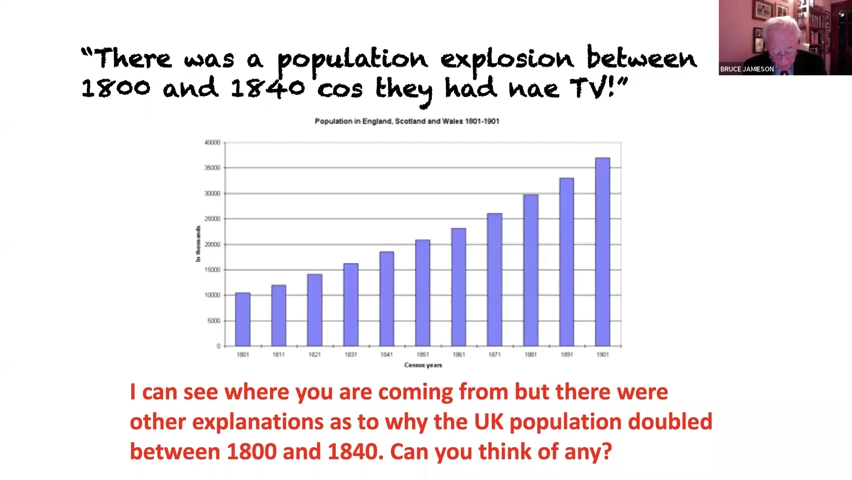 BRUCE JAMIESON
"There was a population explosion between
1800 and 1840 cos they had nae TV!"
Population in England, Scotland and Wales 1801-1901
40000
35000
30000
25000
20000
15000
10000
5000
0
In thousands
1801 1811 1821 1831 1841 1851 1861 1871 1881 1891 1901
Census years
I can see where you are coming from but there were
other explanations as to why the UK population doubled
between 1800 and 1840. Can you think of any?